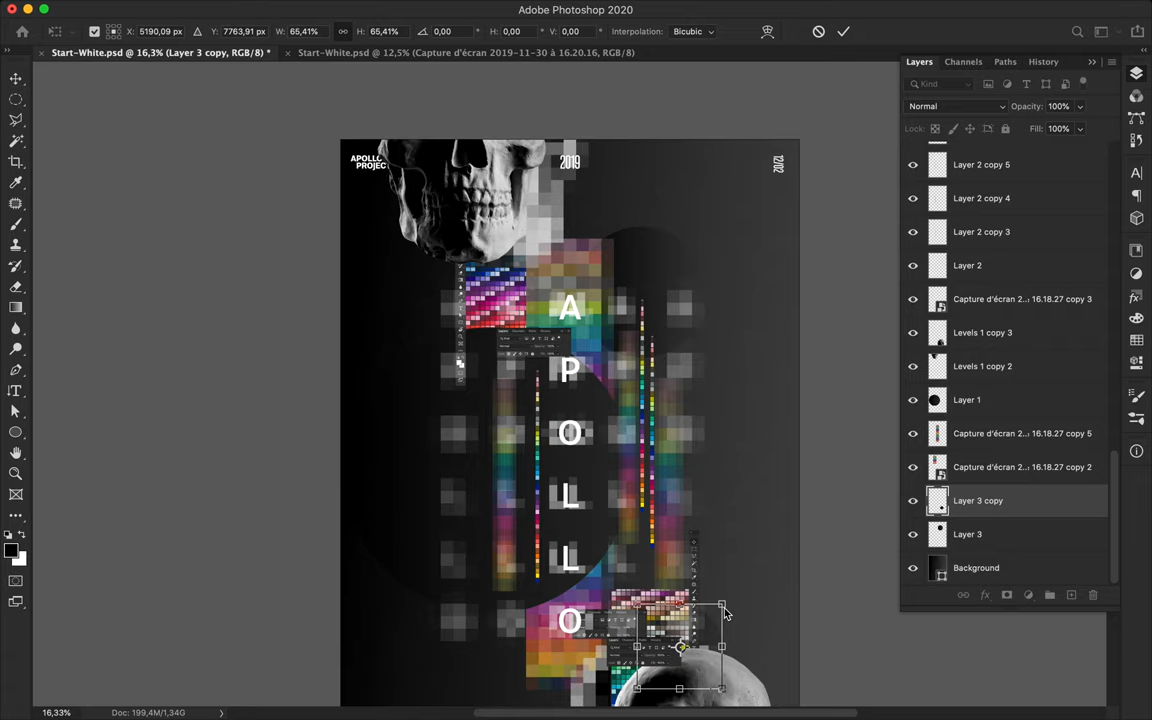 Adobe Photoshop 2020
X: 5190,09 px Y: 7763,91 px W: 65,41% H: 65,41% 0,00 H: 0,00 V: 0,00 Interpolation: Bicubic
Start-White.psd @ 16,3% (Layer 3 copy, RGB/8) *
Start-White.psd @ 12,5% (Capture d'écran 2019-11-30 à 16.20.16, RGB/8)
Layers Channels Paths History
Kind
Normal Opacity: 100%
Lock: Fill: 100%
Layer 2 copy 5
Layer 2 copy 4
Layer 2 copy 3
Layer 2
Capture d'écran 2... 16.18.27 copy 3
Levels 1 copy 3
Levels 1 copy 2
Layer 1
Capture d'écran 2... 16.18.27 copy 5
Capture d'écran 2... 16.18.27 copy 2
Layer 3 copy
Layer 3
Background
APOLLO
PROJEC
2019
12/02
A
P
O
L
L
O
16,33% Doc: 199,4M/1,34G